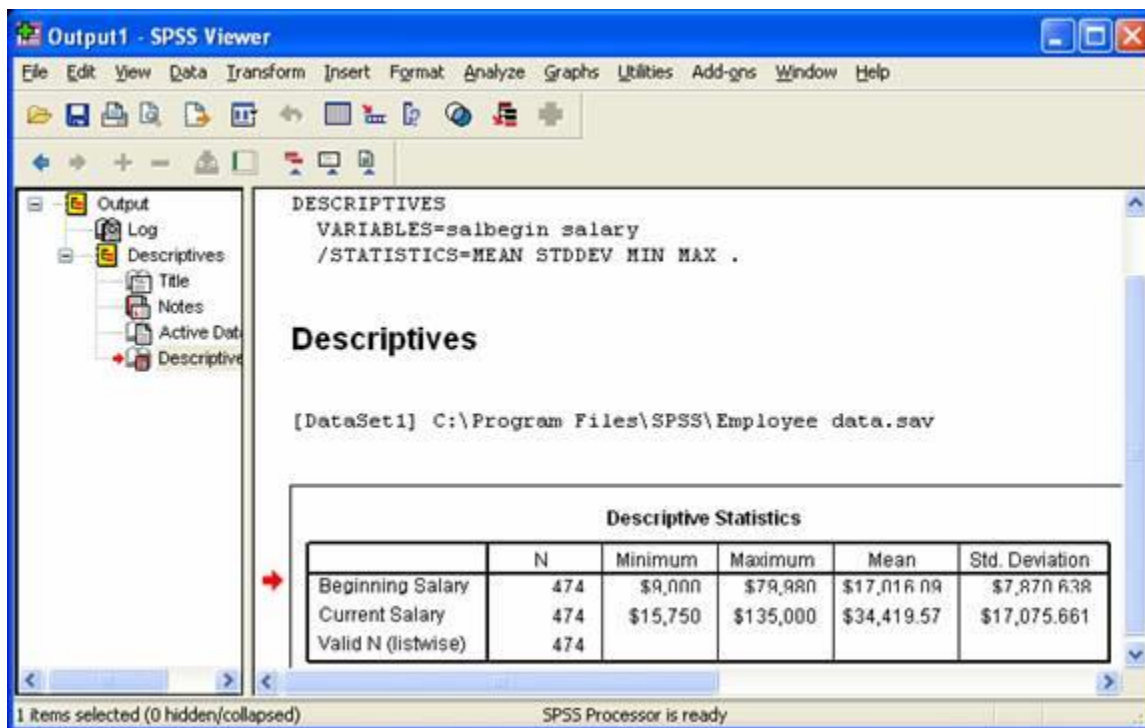 Output1 - SPSS Viewer
File Edit View Data Transform Insert Format Analyze Graphs Utilities Add-ons Window Help
Output
Log
Descriptives
Title
Notes
Active Dat
Descriptive
DESCRIPTIVES
VARIABLES=salbegin salary
/STATISTICS=MEAN STDDEV MIN MAX .
Descriptives
[DataSet1] C:\Program Files\SPSS\Employee data.sav
Descriptive Statistics
N Minimum Maximum Mean Std. Deviation
Beginning Salary 474 $9,000 $79,980 $17,016.09 $7,870.638
Current Salary 474 $15,750 $135,000 $34,419.57 $17,075.661
Valid N (listwise) 474
1 items selected (0 hidden/collapsed) SPSS Processor is ready